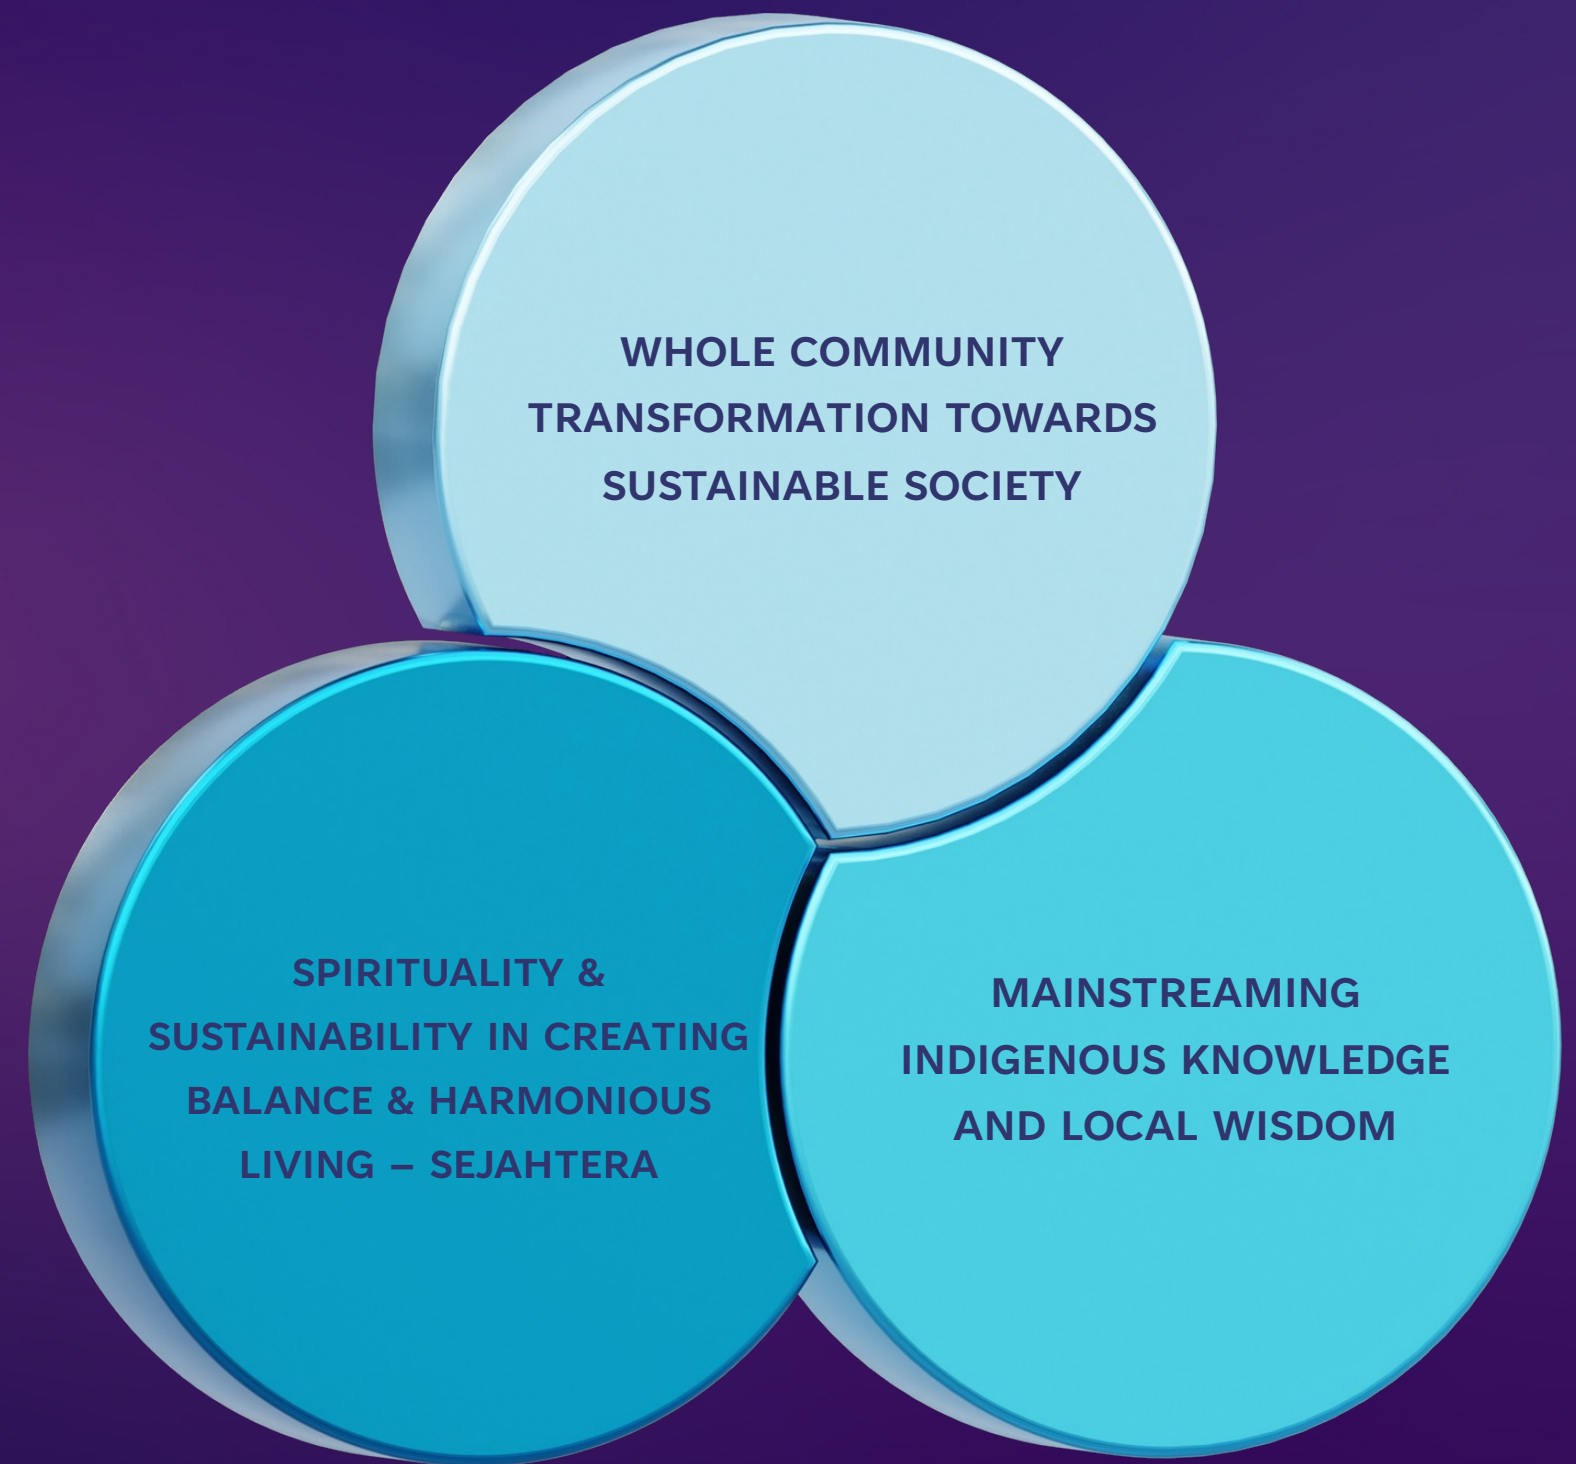 WHOLE COMMUNITY
TRANSFORMATION TOWARDS
SUSTAINABLE SOCIETY
SPIRITUALITY &
SUSTAINABILITY IN CREATING
BALANCE & HARMONIOUS
LIVING – SEJAHTERA
MAINSTREAMING
INDIGENOUS KNOWLEDGE
AND LOCAL WISDOM